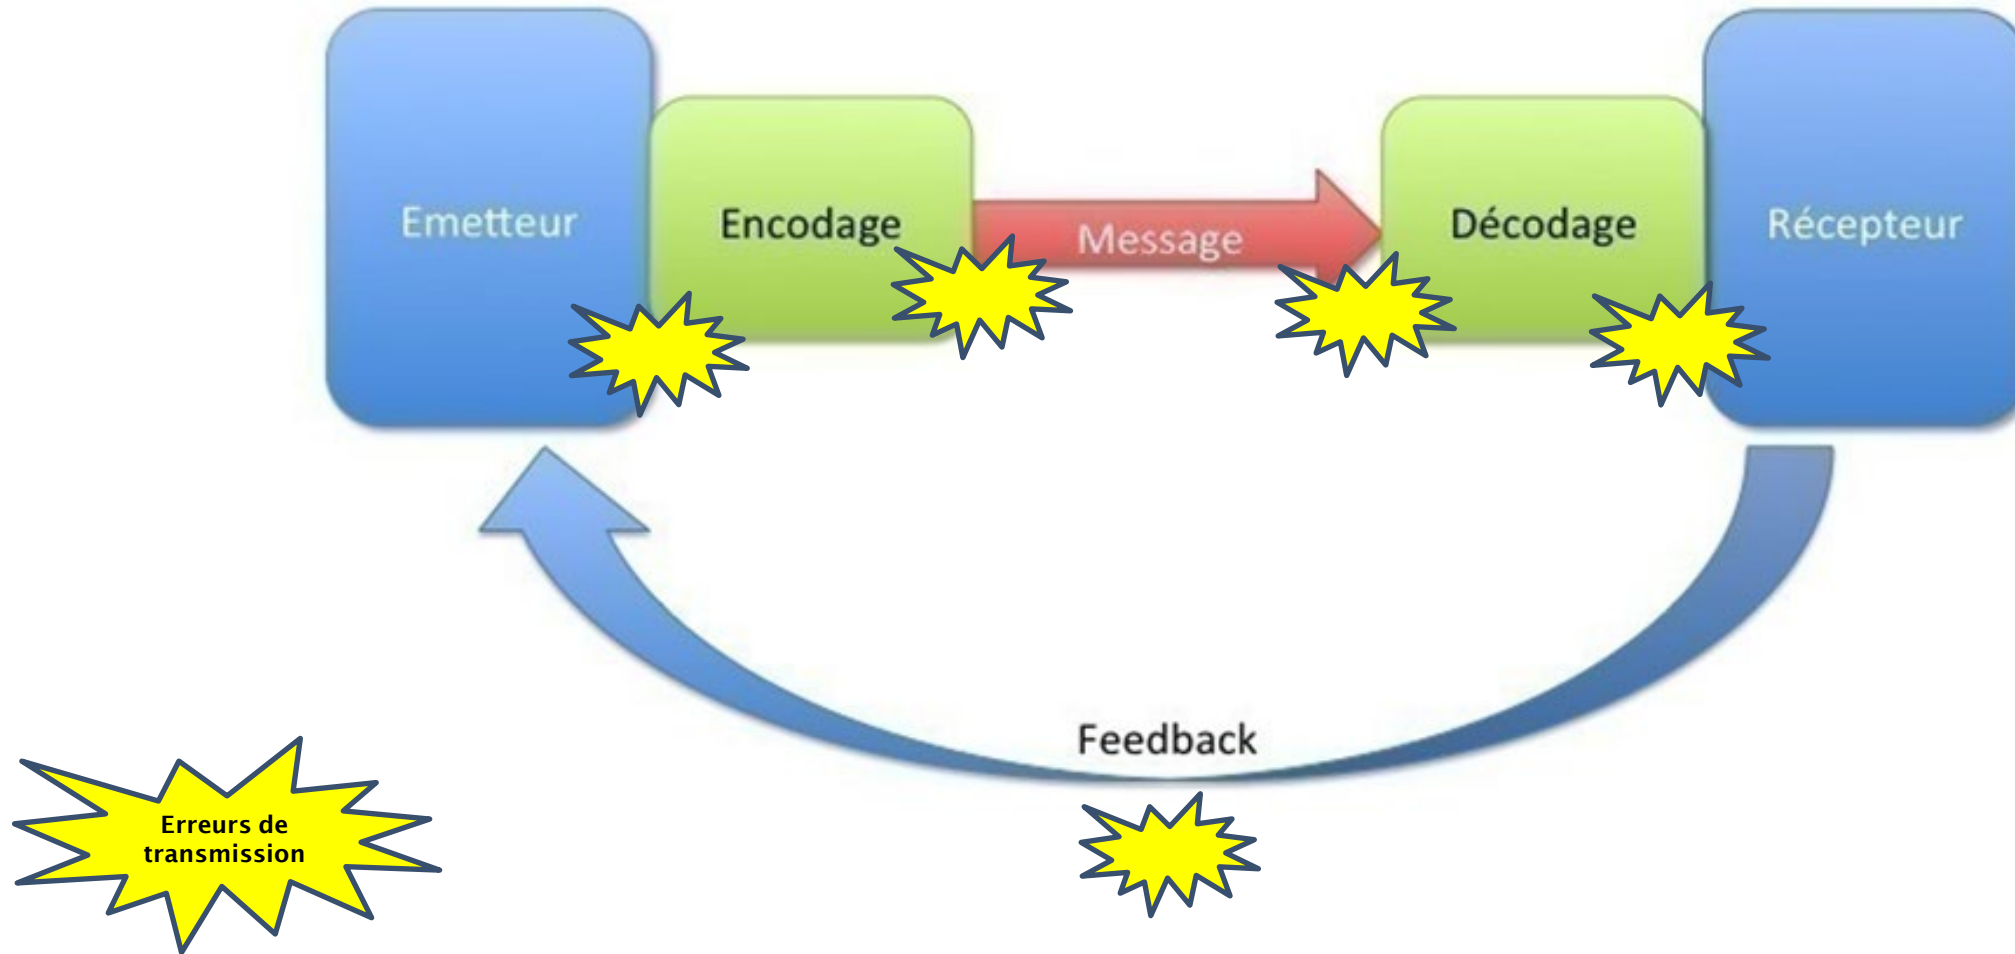 Emetteur
Encodage
Message
Décodage
Récepteur
Feedback
Erreurs de
transmission